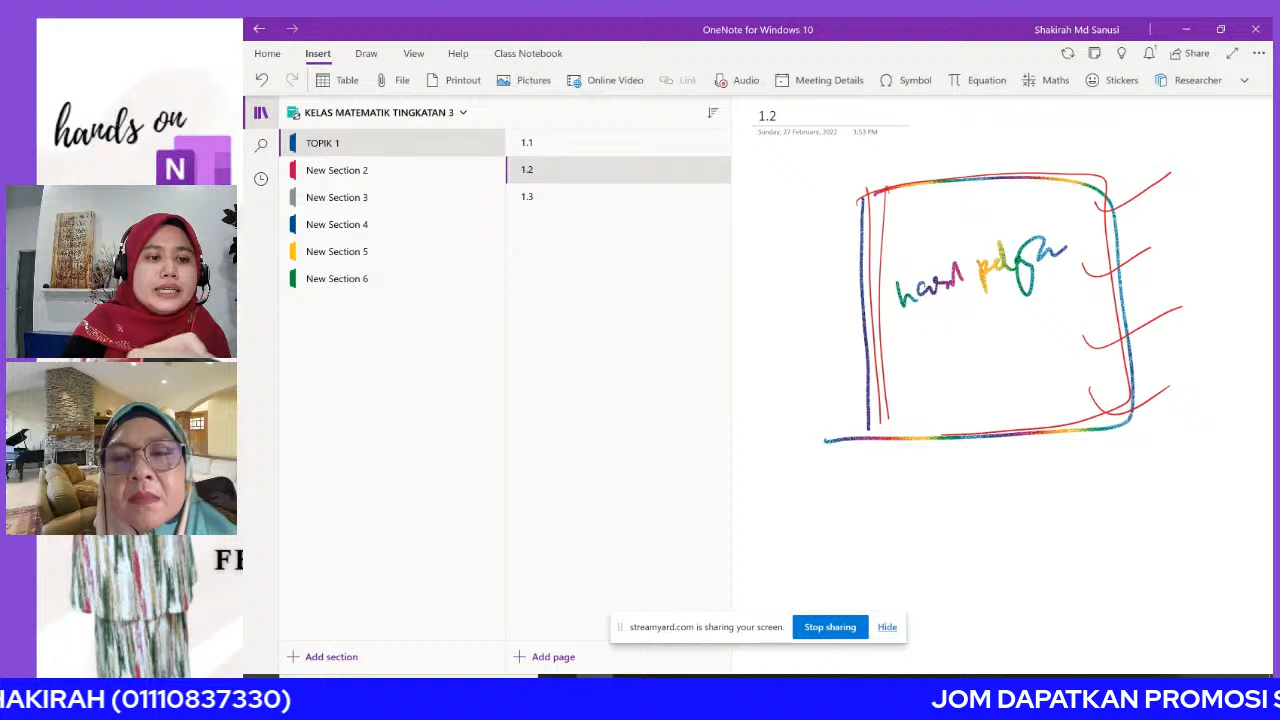 OneNote for Windows 10
Shakirah Md Sanusi
Home Insert Draw View Help Class Notebook
Share
Table File Printout Pictures Online Video Link Audio Meeting Details Symbol Equation Maths Stickers Researcher
hands on
N
KELAS MATEMATIK TINGKATAN 3
TOPIK 1
New Section 2
New Section 3
New Section 4
New Section 5
New Section 6
1.1
1.2
1.3
1.2
Sunday, 27 February, 2022 3:53 PM
hasil
FE
streamyard.com is sharing your screen. Stop sharing Hide
Add section
Add page
HAKIRAH (01110837330)
JOM DAPATKAN PROMOSI S